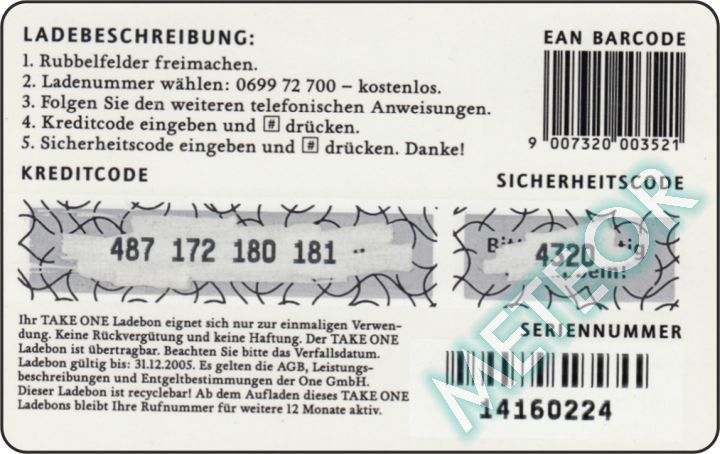 LADEBESCHREIBUNG:
1. Rubbelfelder freimachen.
2. Ladenummer wählen: 0699 72 700 – kostenlos.
3. Folgen Sie den weiteren telefonischen Anweisungen.
4. Kreditcode eingeben und # drücken.
5. Sicherheitscode eingeben und # drücken. Danke!
EAN BARCODE
9 007320 003521
KREDITCODE
487 172 180 181
SICHERHEITSCODE
4320
Ihr TAKE ONE Ladebon eignet sich nur zur einmaligen Verwen-
dung. Keine Rückvergütung und keine Haftung. Der TAKE ONE
Ladebon ist übertragbar. Beachten Sie bitte das Verfallsdatum.
Ladebon gültig bis: 31.12.2005. Es gelten die AGB, Leistungs-
beschreibungen und Entgeltbestimmungen der One GmbH.
Dieser Ladebon ist recyclebar! Ab dem Aufladen dieses TAKE ONE
Ladebons bleibt Ihre Rufnummer für weitere 12 Monate aktiv.
SERIENNUMMER
14160224
METEOR